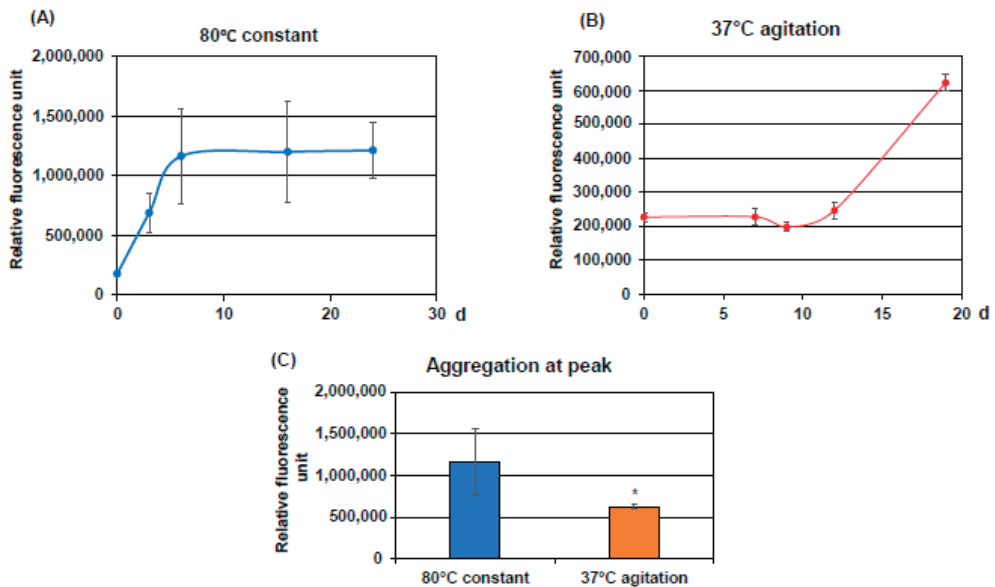 (A)
80°C constant
Relative fluorescence unit
2,000,000
1,500,000
1,000,000
500,000
0
0 10 20 30 d
(B)
37°C agitation
Relative fluorescence unit
700,000
600,000
500,000
400,000
300,000
200,000
100,000
0
0 5 10 15 20 d
(C)
Aggregation at peak
Relative fluorescence
unit
2,000,000
1,500,000
1,000,000
500,000
0
*
80°C constant 37°C agitation